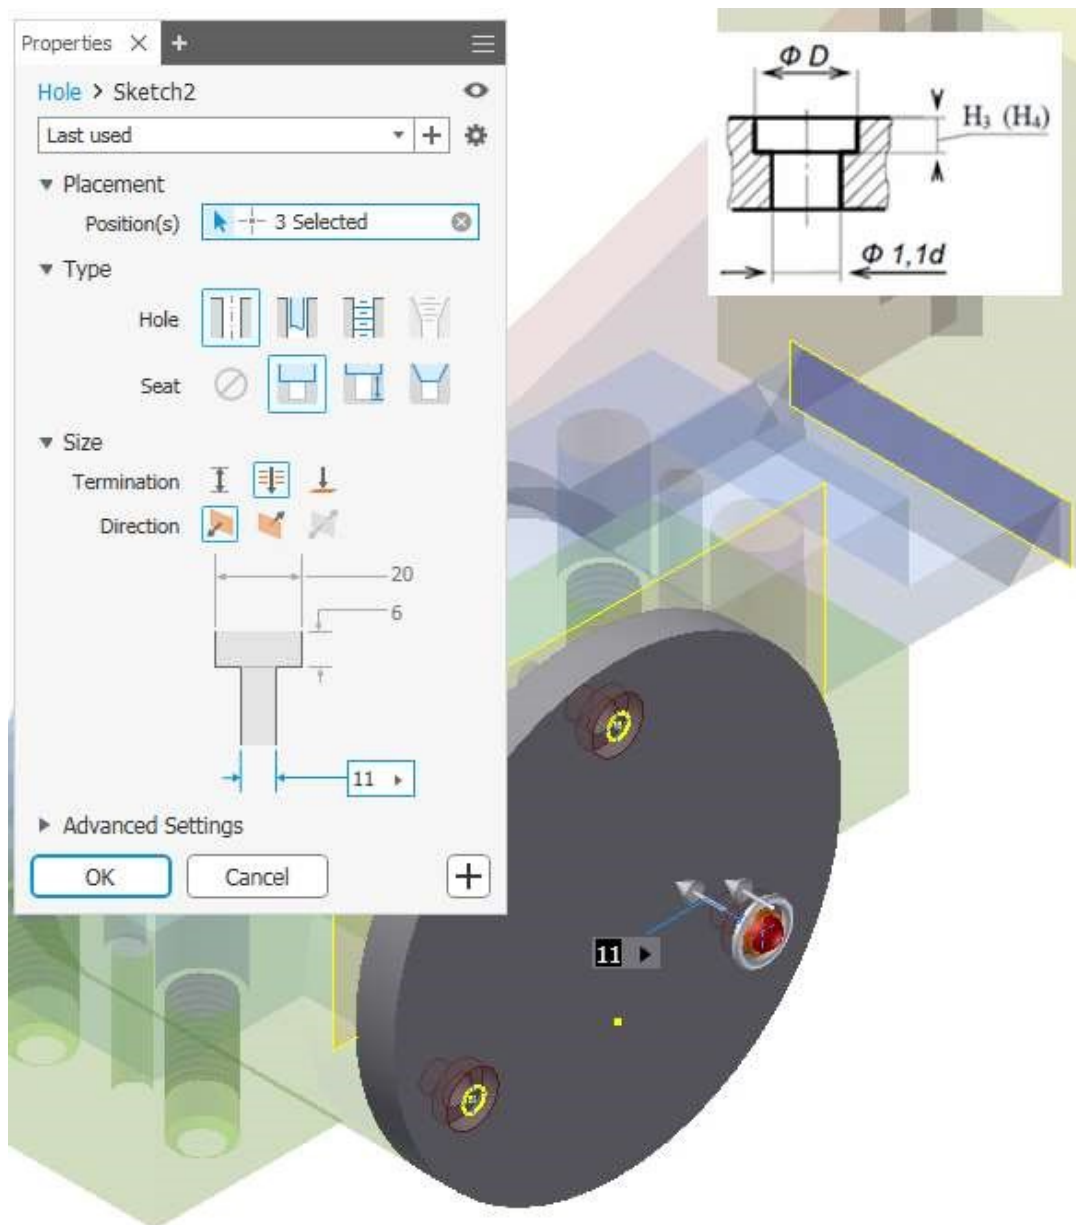 Properties
Hole > Sketch2
Last used
Placement
Position(s) 3 Selected
Type
Hole
Seat
Size
Termination
Direction
20
6
11
Advanced Settings
OK Cancel
Φ D
H₃ (H₄)
Φ 1,1d
11